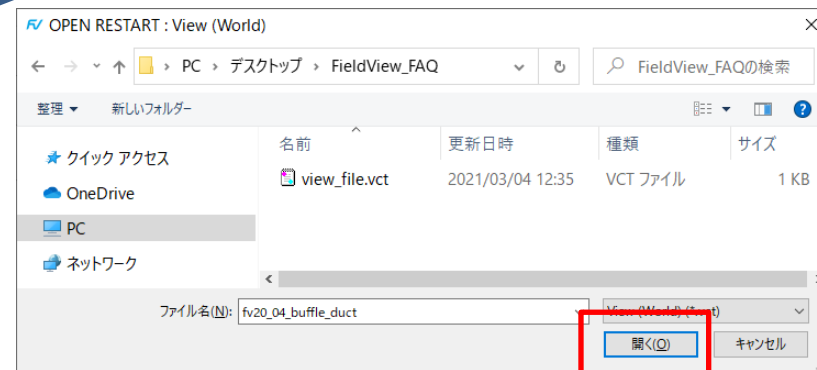 FV OPEN RESTART : View (World)
PC › デスクトップ › FieldView_FAQ
FieldView_FAQの検索
整理 新しいフォルダー
名前 更新日時 種類 サイズ
クイック アクセス
view_file.vct 2021/03/04 12:35 VCT ファイル 1 KB
OneDrive
PC
ネットワーク
ファイル名(N): fv20_04_buffle_duct View (World) (*.vct)
開く(O) キャンセル